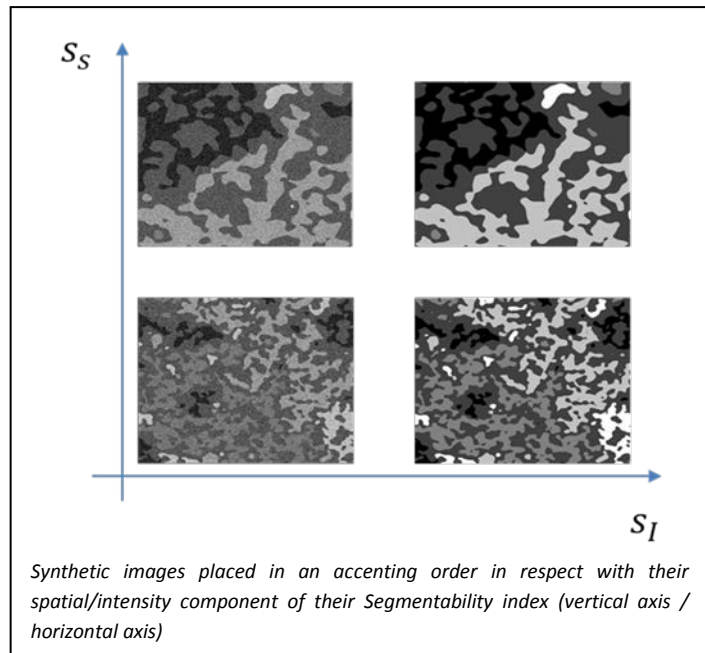 S_S
S_I
Synthetic images placed in an accenting order in respect with their
spatial/intensity component of their Segmentability index (vertical axis /
horizontal axis)